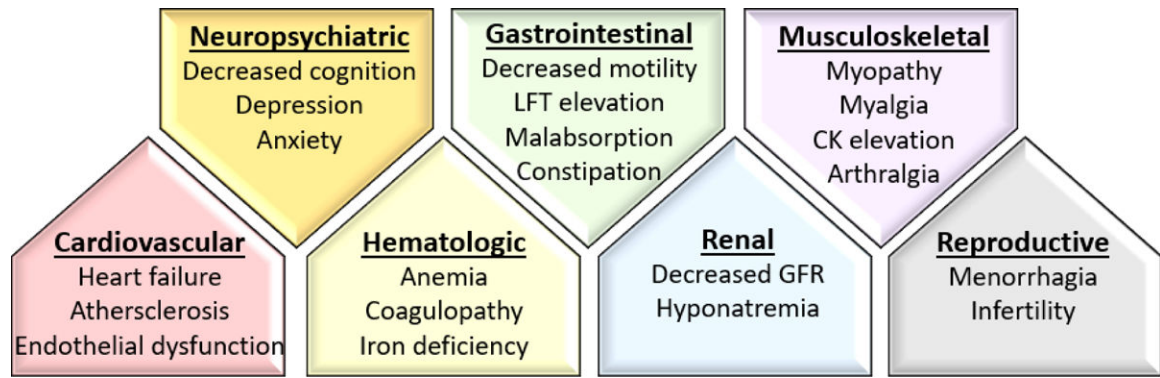 Neuropsychiatric
Decreased cognition
Depression
Anxiety
Gastrointestinal
Decreased motility
LFT elevation
Malabsorption
Constipation
Musculoskeletal
Myopathy
Myalgia
CK elevation
Arthralgia
Cardiovascular
Heart failure
Athersclerosis
Endothelial dysfunction
Hematologic
Anemia
Coagulopathy
Iron deficiency
Renal
Decreased GFR
Hyponatremia
Reproductive
Menorrhagia
Infertility